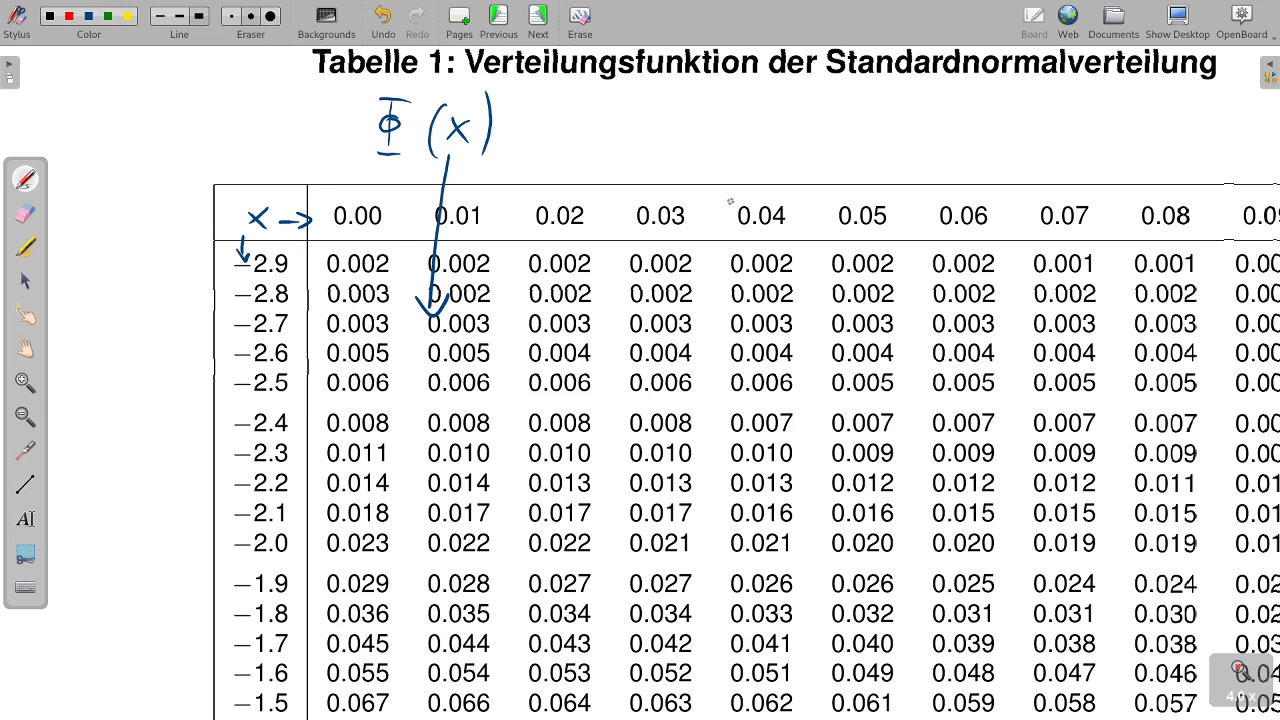 Stylus Color Line Eraser Backgrounds Undo Redo Pages Previous Next Erase Board Web Documents Show Desktop OpenBoard
Tabelle 1: Verteilungsfunktion der Standardnormalverteilung
Φ (x)
x → 0.00 0.01 0.02 0.03 0.04 0.05 0.06 0.07 0.08
−2.9 0.002 0.002 0.002 0.002 0.002 0.002 0.002 0.001 0.001
−2.8 0.003 0.002 0.002 0.002 0.002 0.002 0.002 0.002 0.002
−2.7 0.003 0.003 0.003 0.003 0.003 0.003 0.003 0.003 0.003
−2.6 0.005 0.005 0.004 0.004 0.004 0.004 0.004 0.004 0.004
−2.5 0.006 0.006 0.006 0.006 0.006 0.005 0.005 0.005 0.005
−2.4 0.008 0.008 0.008 0.008 0.007 0.007 0.007 0.007 0.007
−2.3 0.011 0.010 0.010 0.010 0.010 0.009 0.009 0.009 0.009
−2.2 0.014 0.014 0.013 0.013 0.013 0.012 0.012 0.012 0.011
−2.1 0.018 0.017 0.017 0.017 0.016 0.016 0.015 0.015 0.015
−2.0 0.023 0.022 0.022 0.021 0.021 0.020 0.020 0.019 0.019
−1.9 0.029 0.028 0.027 0.027 0.026 0.026 0.025 0.024 0.024
−1.8 0.036 0.035 0.034 0.034 0.033 0.032 0.031 0.031 0.030
−1.7 0.045 0.044 0.043 0.042 0.041 0.040 0.039 0.038 0.038
−1.6 0.055 0.054 0.053 0.052 0.051 0.049 0.048 0.047 0.046
−1.5 0.067 0.066 0.064 0.063 0.062 0.061 0.059 0.058 0.057